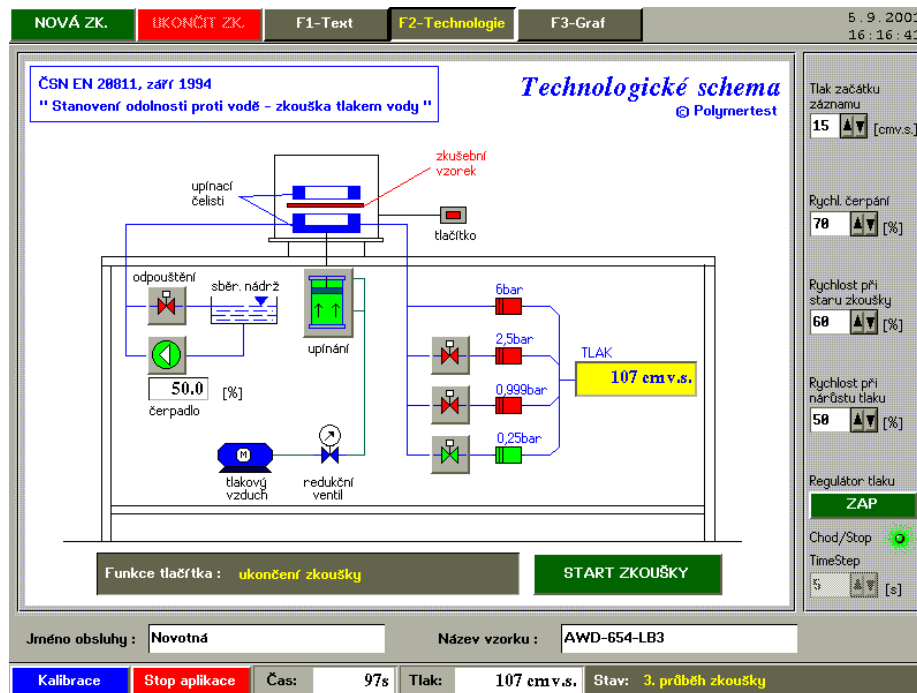 NOVÁ ZK.
UKONČIT ZK.
F1-Text
F2-Technologie
F3-Graf
5.9.2001
16:16:41
ČSN EN 20811, září 1994
" Stanovení odolnosti proti vodě - zkouška tlakem vody "
Technologické schema
© Polymertest
zkušební
vzorek
upínací
čelisti
tlačítko
odpouštění
sběr. nádrž
upínání
6bar
2,5bar
0,999bar
0,25bar
TLAK
107 cmv.s.
50.0 [%]
čerpadlo
M
tlakový
vzduch
redukční
ventil
Funkce tlačítka : ukončení zkoušky
START ZKOUŠKY
Tlak začátku
záznamu
15 [cmv.s.]
Rychl. čerpání
70 [%]
Rychlost při
staru zkoušky
60 [%]
Rychlost při
nárůstu tlaku
50 [%]
Regulátor tlaku
ZAP
Chod/Stop
TimeStep
5 [s]
Jméno obsluhy : Novotná
Název vzorku : AWD-654-LB3
Kalibrace
Stop aplikace
Čas: 97s
Tlak: 107 cmv.s.
Stav: 3. průběh zkoušky